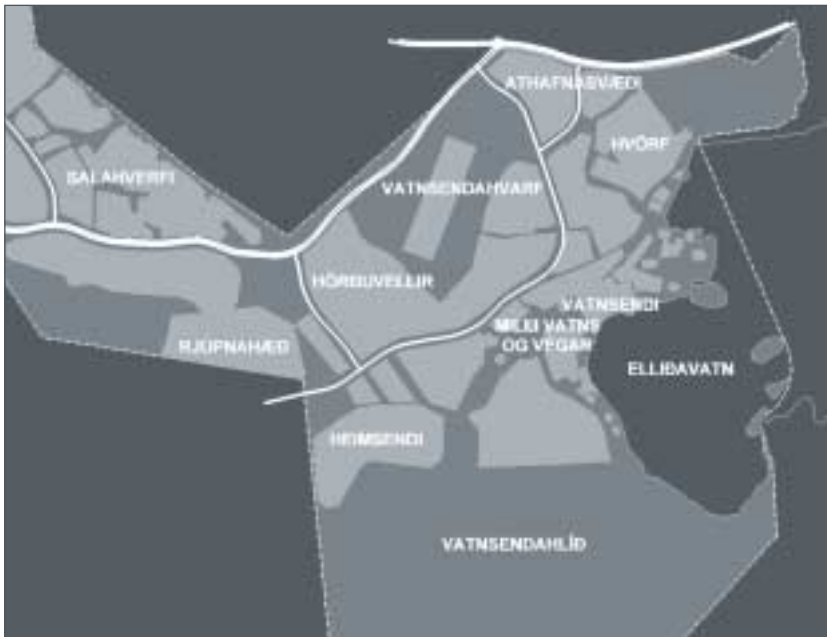 ATHAFNASVÆÐI
HVÖRF
SALAHVERFI
VATNSENDAHVARF
HÖRÐUVELLIR
VATNSENDI
MILLI VATNS
OG VEGAR
RJÚPNAHÆÐ
ELLIÐAVATN
HEIMSENDI
VATNSENDAHLÍÐ